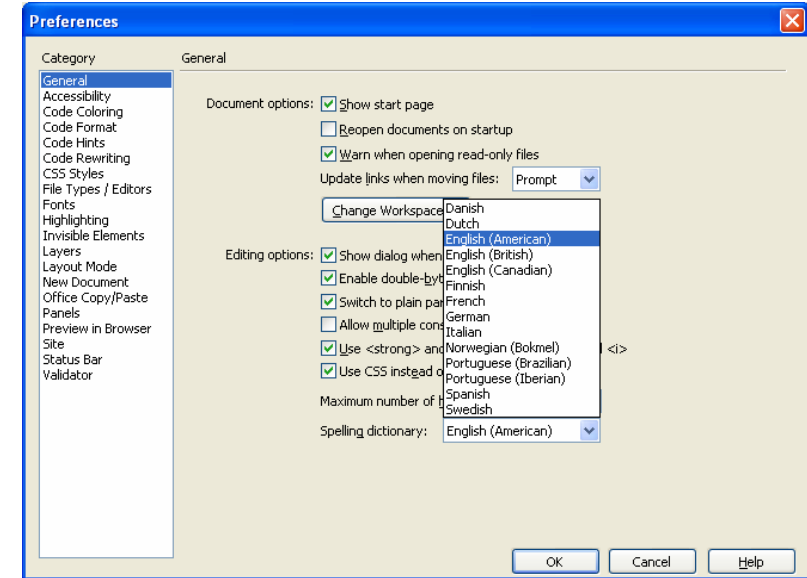 Preferences
Category
General
General
Accessibility
Code Coloring
Code Format
Code Hints
Code Rewriting
CSS Styles
File Types / Editors
Fonts
Highlighting
Invisible Elements
Layers
Layout Mode
New Document
Office Copy/Paste
Panels
Preview in Browser
Site
Status Bar
Validator
Document options: Show start page
Reopen documents on startup
Warn when opening read-only files
Update links when moving files: Prompt
Change Workspace
Editing options: Show dialog when
Enable double-byt
Switch to plain par
Allow multiple cons
Use <strong> and <i>
Use CSS instead o
Maximum number of h
Danish
Dutch
English (American)
English (British)
English (Canadian)
Finnish
French
German
Italian
Norwegian (Bokmel)
Portuguese (Brazilian)
Portuguese (Iberian)
Spanish
Swedish
Spelling dictionary: English (American)
OK Cancel Help